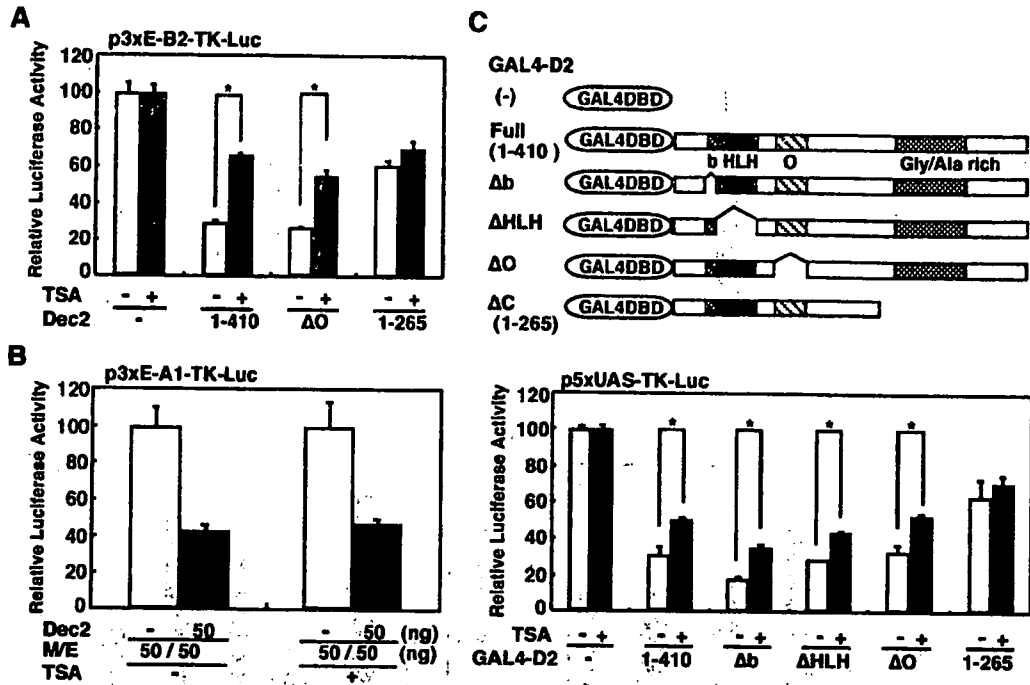 A
p3xE-B2-TK-Luc
Relative Luciferase Activity
120
100
80
60
40
20
0
* *
TSA - + - + - + - +
Dec2 - 1-410 ΔO 1-265
B
p3xE-A1-TK-Luc
Relative Luciferase Activity
120
100
80
60
40
20
0
Dec2 - 50 - 50 (ng)
M/E 50 / 50 50 / 50 (ng)
TSA - +
C
GAL4-D2
(-) GAL4DBD
Full (1-410) GAL4DBD
b HLH O Gly/Ala rich
Δb GAL4DBD
ΔHLH GAL4DBD
ΔO GAL4DBD
ΔC (1-265) GAL4DBD
p5xUAS-TK-Luc
Relative Luciferase Activity
120
100
80
60
40
20
0
* * * *
TSA - + - + - + - + - + - +
GAL4-D2 - 1-410 Δb ΔHLH ΔO 1-265